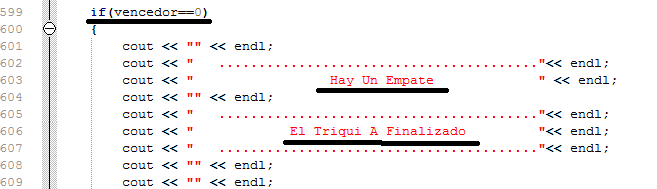 599 if(vencedor==0)
600 {
601 cout << "" << endl;
602 cout << "   ........................................"<< endl;
603 cout << "                 Hay Un Empate             " << endl;
604 cout << "" << endl;
605 cout << "   ........................................"<< endl;
606 cout << "            El Triqui A Finalizado         "<< endl;
607 cout << "   ........................................"<< endl;
608 cout << "" << endl;
609 cout << "" << endl;